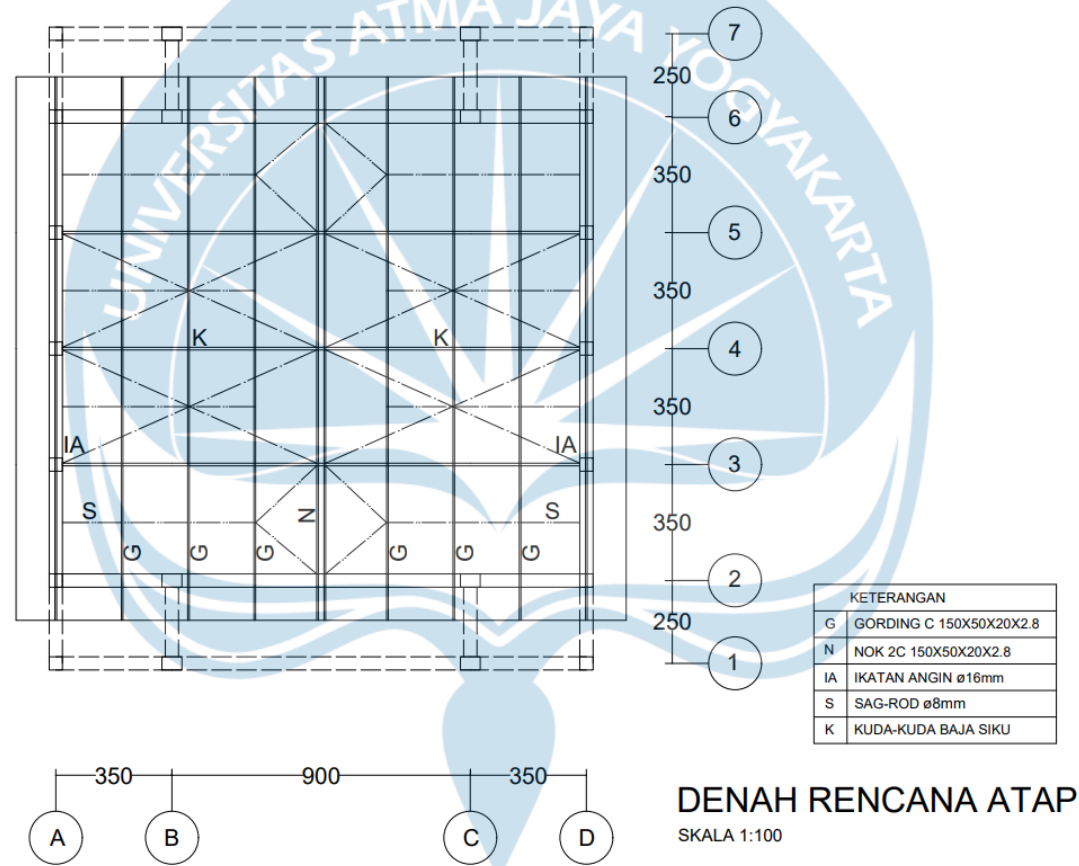 UNIVERSITAS ATMA JAYA YOGYAKARTA
7
250
6
350
5
350
K
K
4
350
IA
IA
3
S
S
N
350
G
G
G
G
G
G
2
250
1
KETERANGAN
G GORDING C 150X50X20X2.8
N NOK 2C 150X50X20X2.8
IA IKATAN ANGIN ø16mm
S SAG-ROD ø8mm
K KUDA-KUDA BAJA SIKU
350
900
350
A
B
C
D
DENAH RENCANA ATAP
SKALA 1:100